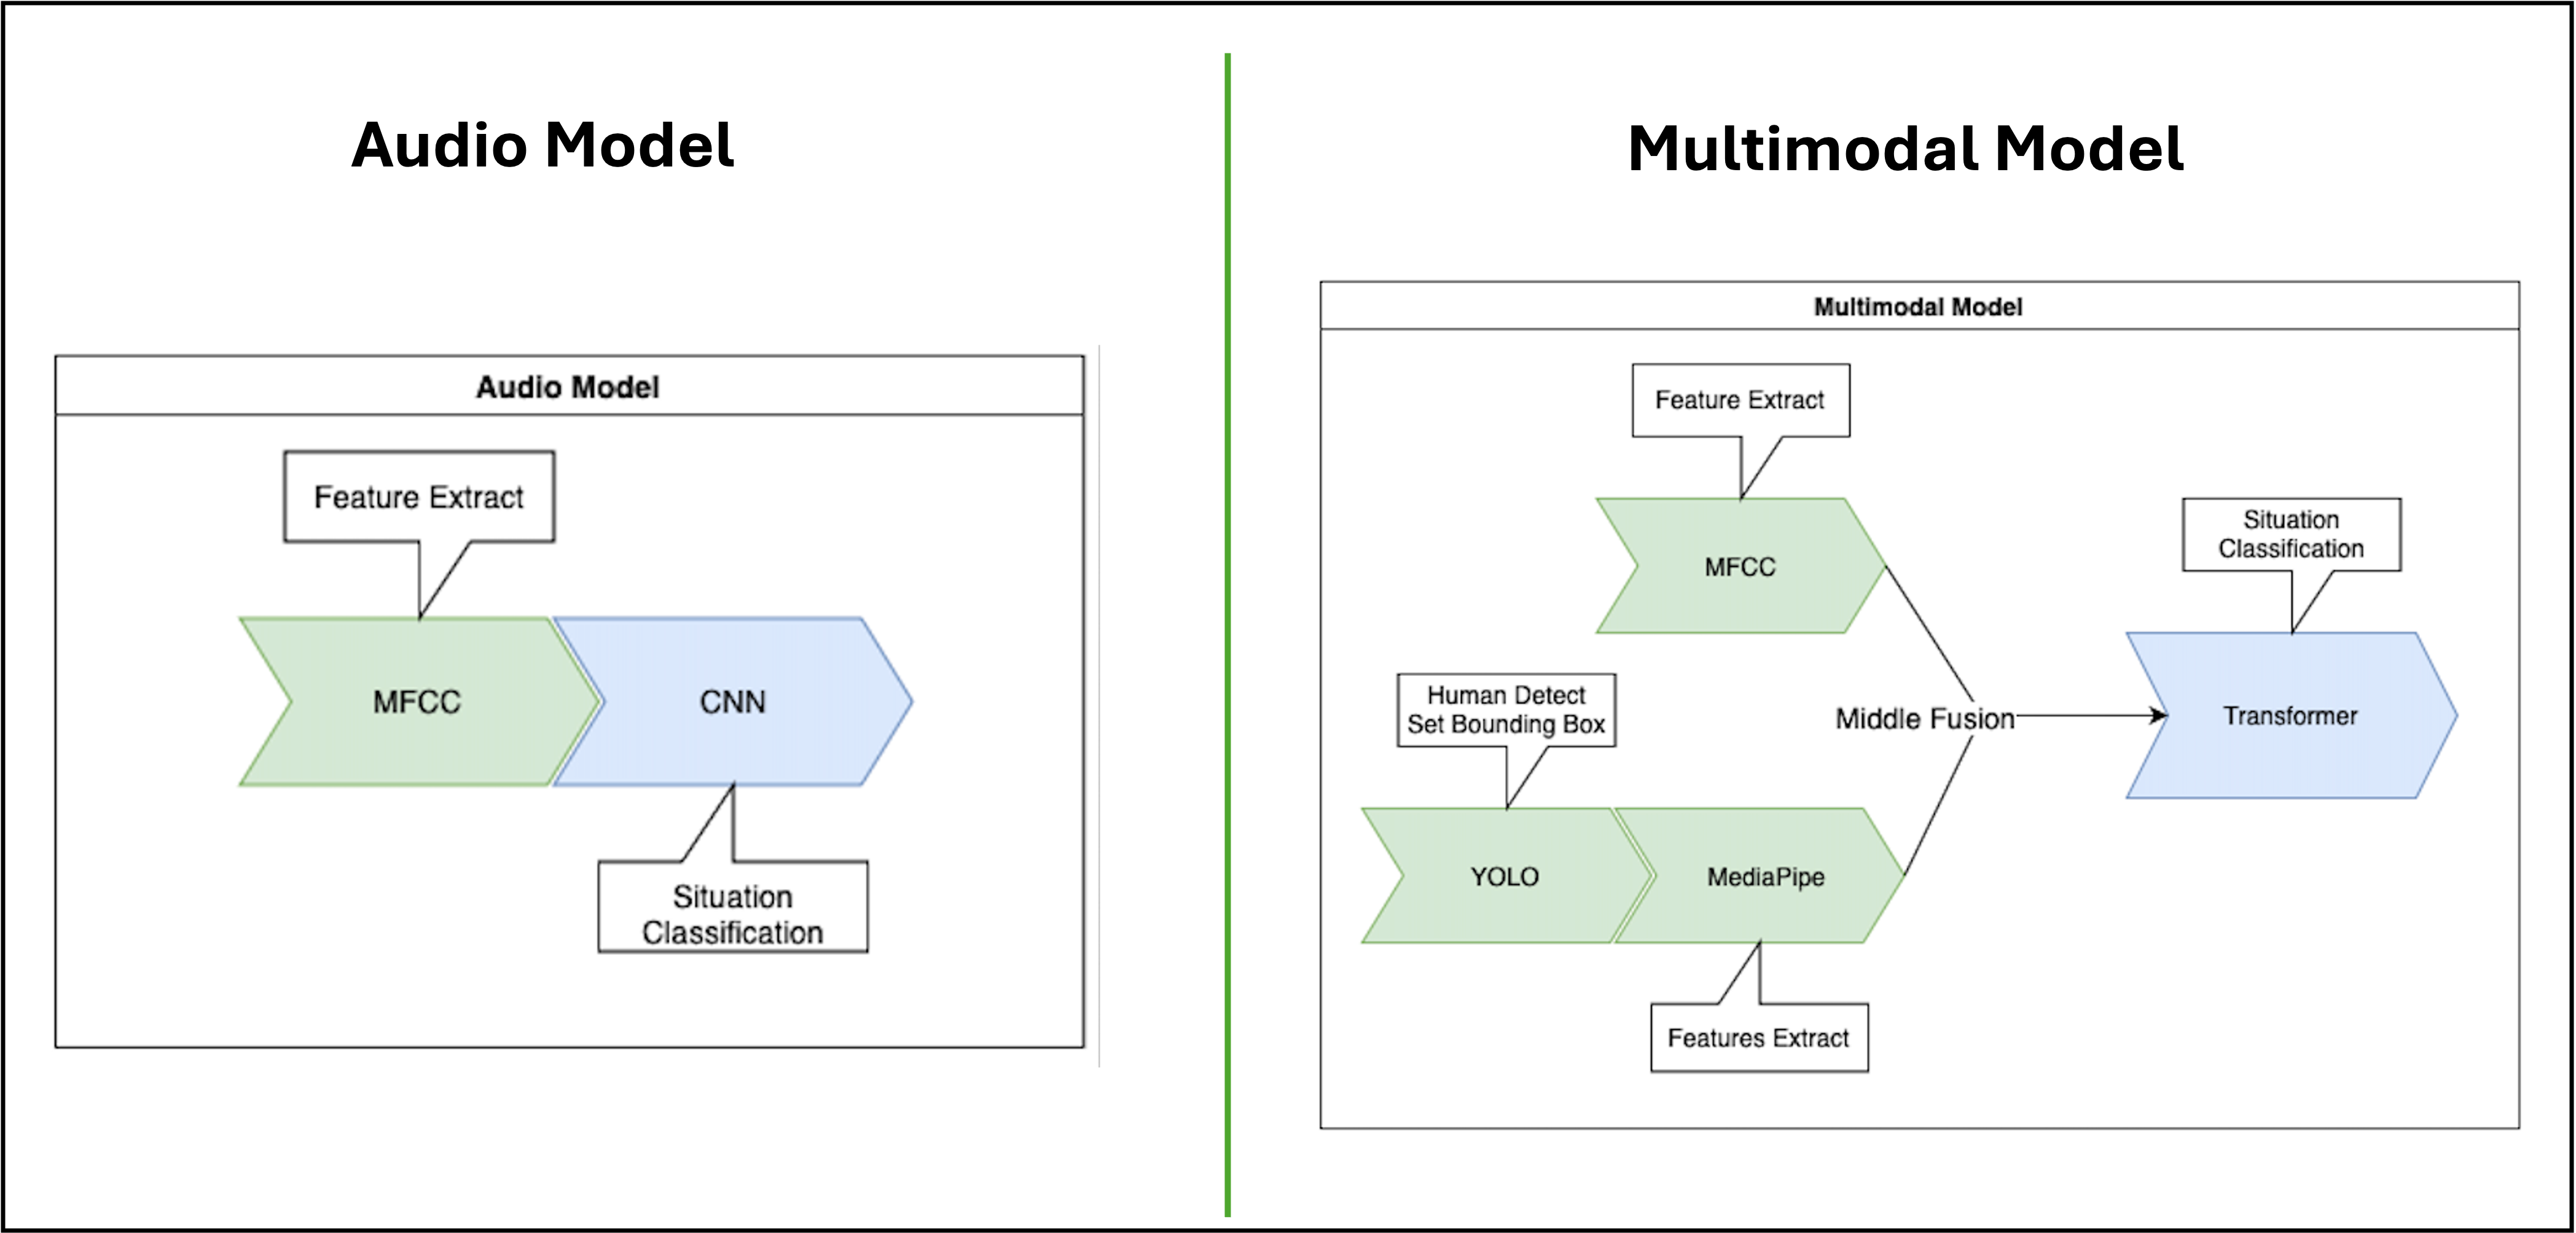 Audio Model
Audio Model
Feature Extract
MFCC
CNN
Situation
Classification
Multimodal Model
Multimodal Model
Feature Extract
MFCC
Situation
Classification
Human Detect
Set Bounding Box
Middle Fusion
Transformer
YOLO
MediaPipe
Features Extract